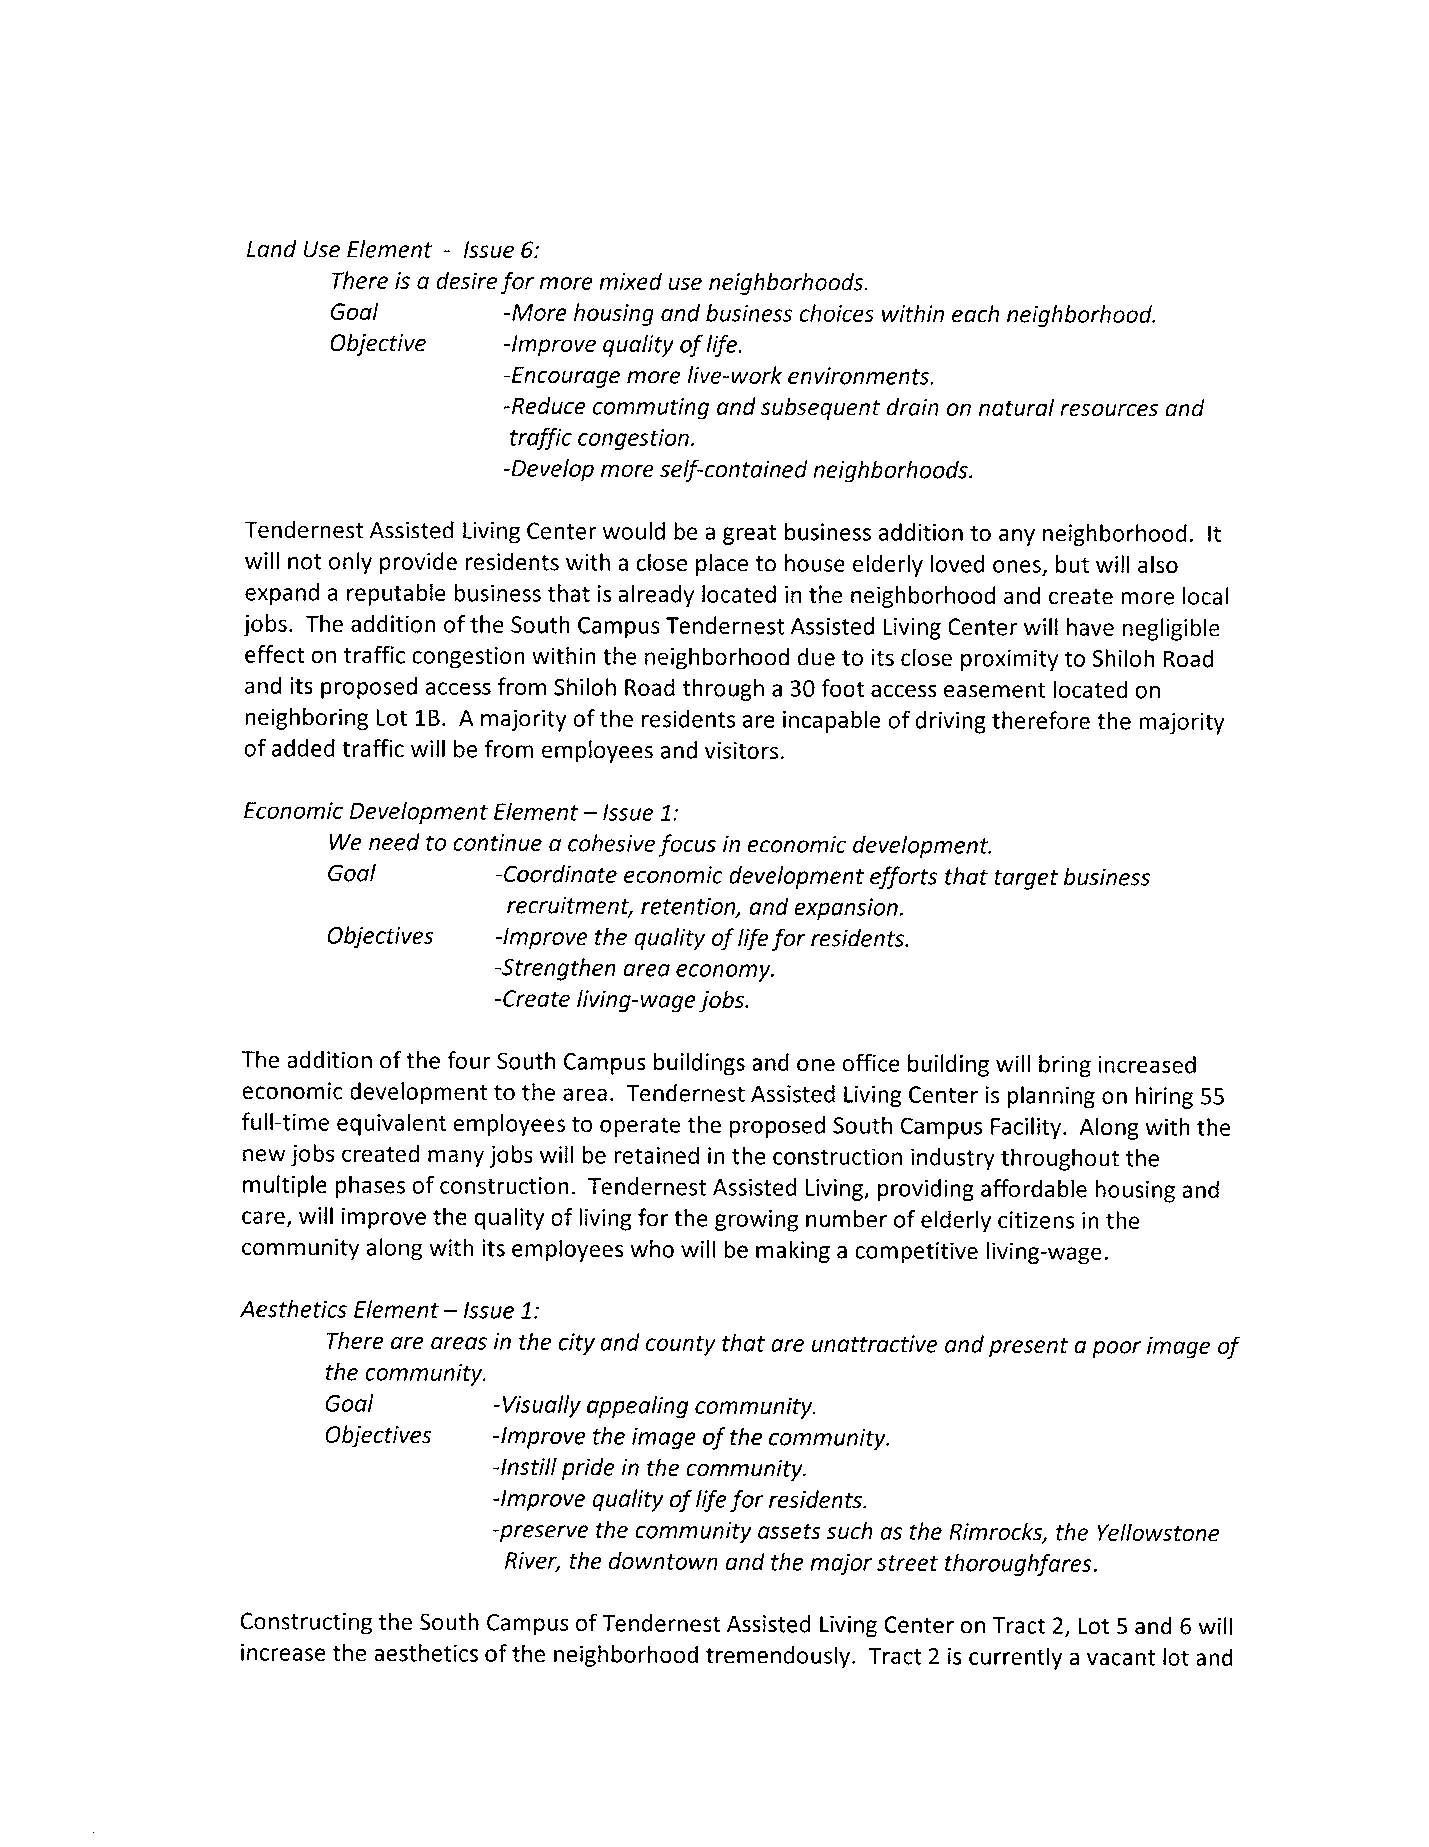 Land Use Element - Issue 6:
There is a desire for more mixed use neighborhoods.
Goal -More housing and business choices within each neighborhood.
Objective -Improve quality of life.
-Encourage more live-work environments.
-Reduce commuting and subsequent drain on natural resources and
traffic congestion.
-Develop more self-contained neighborhoods.
Tendernest Assisted Living Center would be a great business addition to any neighborhood. It
will not only provide residents with a close place to house elderly loved ones, but will also
expand a reputable business that is already located in the neighborhood and create more local
jobs. The addition of the South Campus Tendernest Assisted Living Center will have negligible
effect on traffic congestion within the neighborhood due to its close proximity to Shiloh Road
and its proposed access from Shiloh Road through a 30 foot access easement located on
neighboring Lot 1B. A majority of the residents are incapable of driving therefore the majority
of added traffic will be from employees and visitors.
Economic Development Element – Issue 1:
We need to continue a cohesive focus in economic development.
Goal -Coordinate economic development efforts that target business
recruitment, retention, and expansion.
Objectives -Improve the quality of life for residents.
-Strengthen area economy.
-Create living-wage jobs.
The addition of the four South Campus buildings and one office building will bring increased
economic development to the area. Tendernest Assisted Living Center is planning on hiring 55
full-time equivalent employees to operate the proposed South Campus Facility. Along with the
new jobs created many jobs will be retained in the construction industry throughout the
multiple phases of construction. Tendernest Assisted Living, providing affordable housing and
care, will improve the quality of living for the growing number of elderly citizens in the
community along with its employees who will be making a competitive living-wage.
Aesthetics Element – Issue 1:
There are areas in the city and county that are unattractive and present a poor image of
the community.
Goal -Visually appealing community.
Objectives -Improve the image of the community.
-Instill pride in the community.
-Improve quality of life for residents.
-preserve the community assets such as the Rimrocks, the Yellowstone
River, the downtown and the major street thoroughfares.
Constructing the South Campus of Tendernest Assisted Living Center on Tract 2, Lot 5 and 6 will
increase the aesthetics of the neighborhood tremendously. Tract 2 is currently a vacant lot and